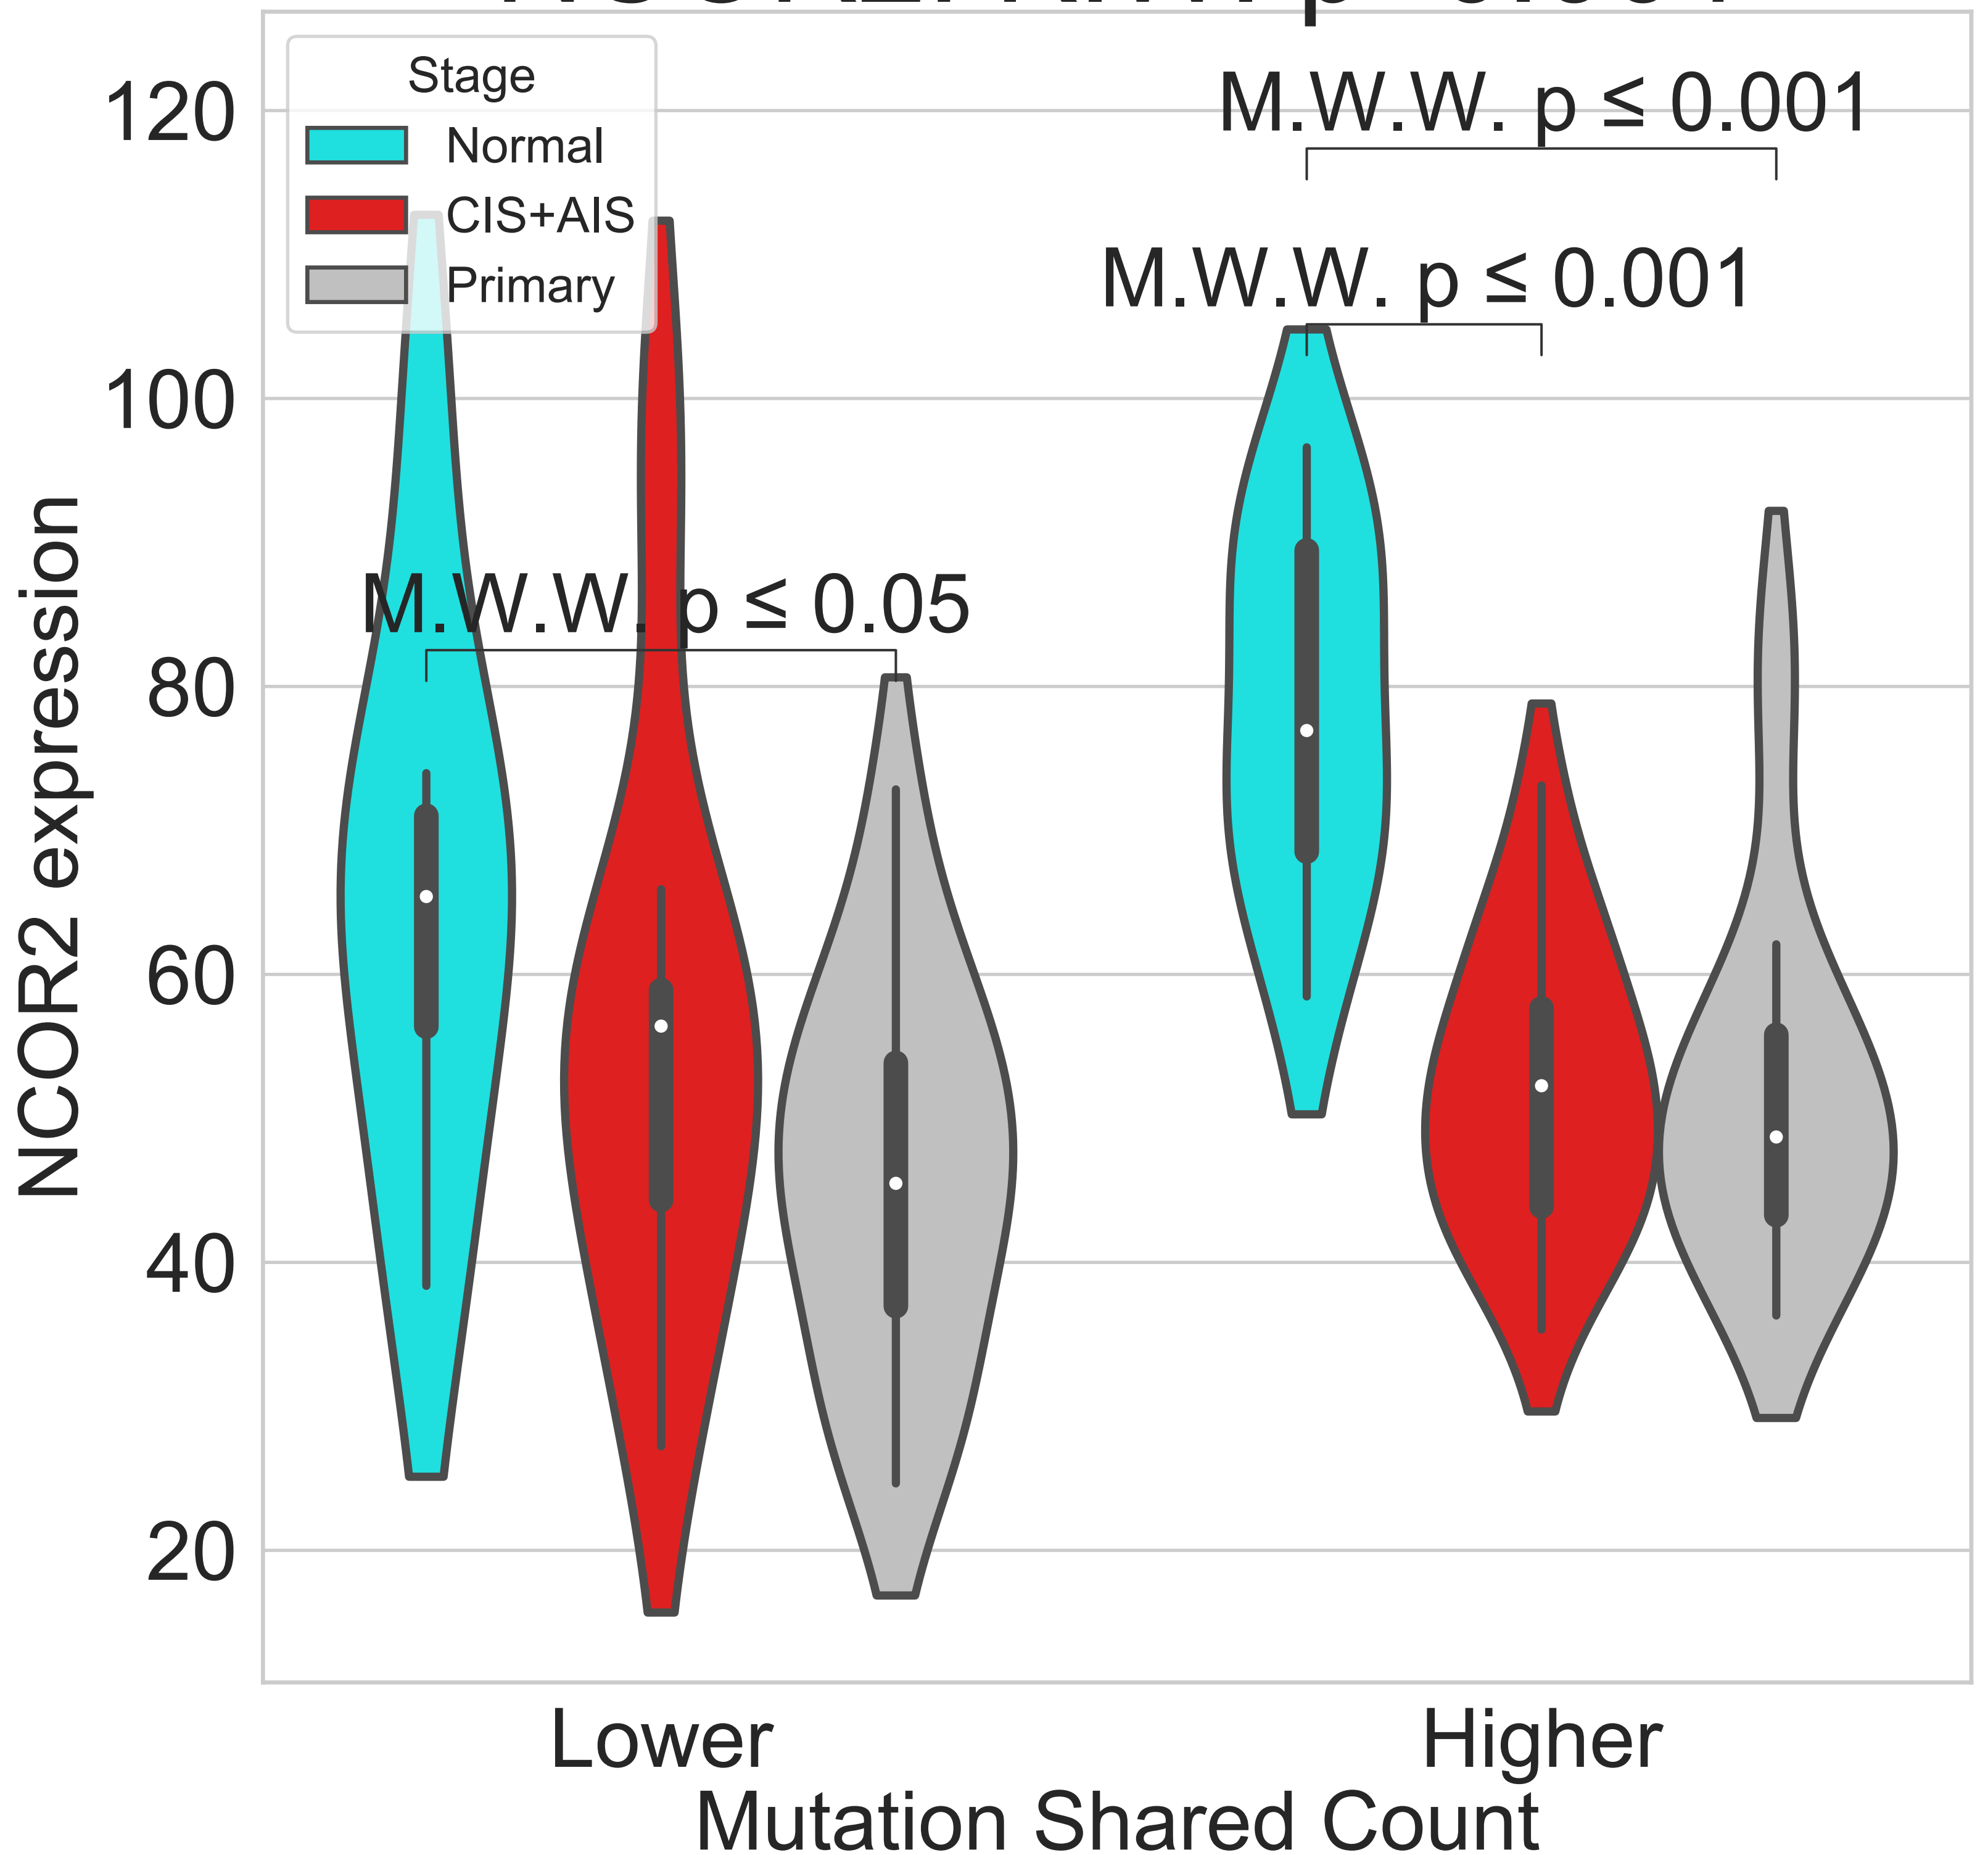 Stage
Normal
CIS+AIS
Primary
M.W.W. p ≤ 0.001
M.W.W. p ≤ 0.001
M.W.W. p ≤ 0.05
120
100
80
60
40
20
NCOR2 expression
Lower
Higher
Mutation Shared Count